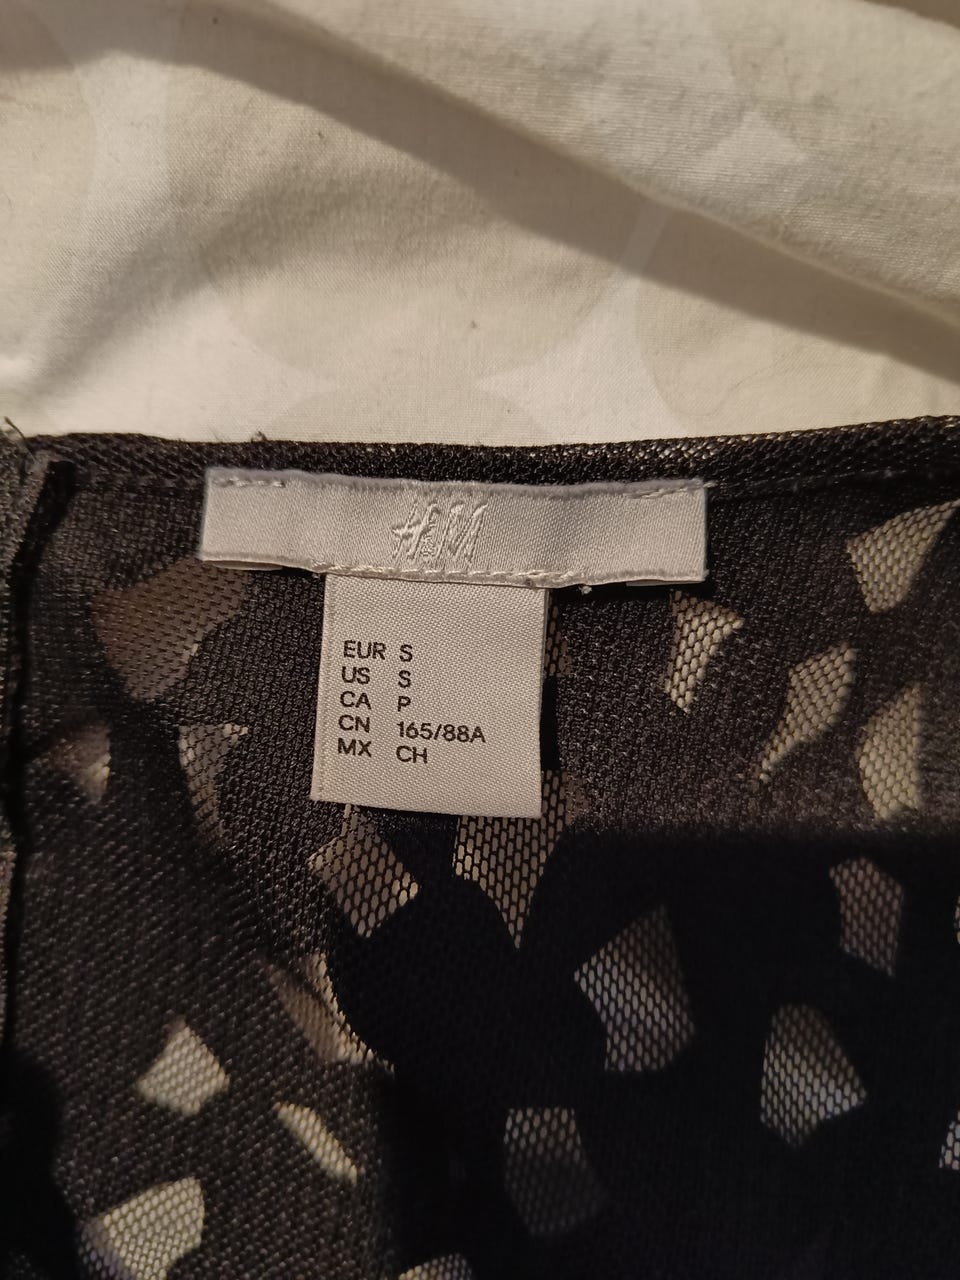 H&M
EUR S
US S
CA P
CN 165/88A
MX CH